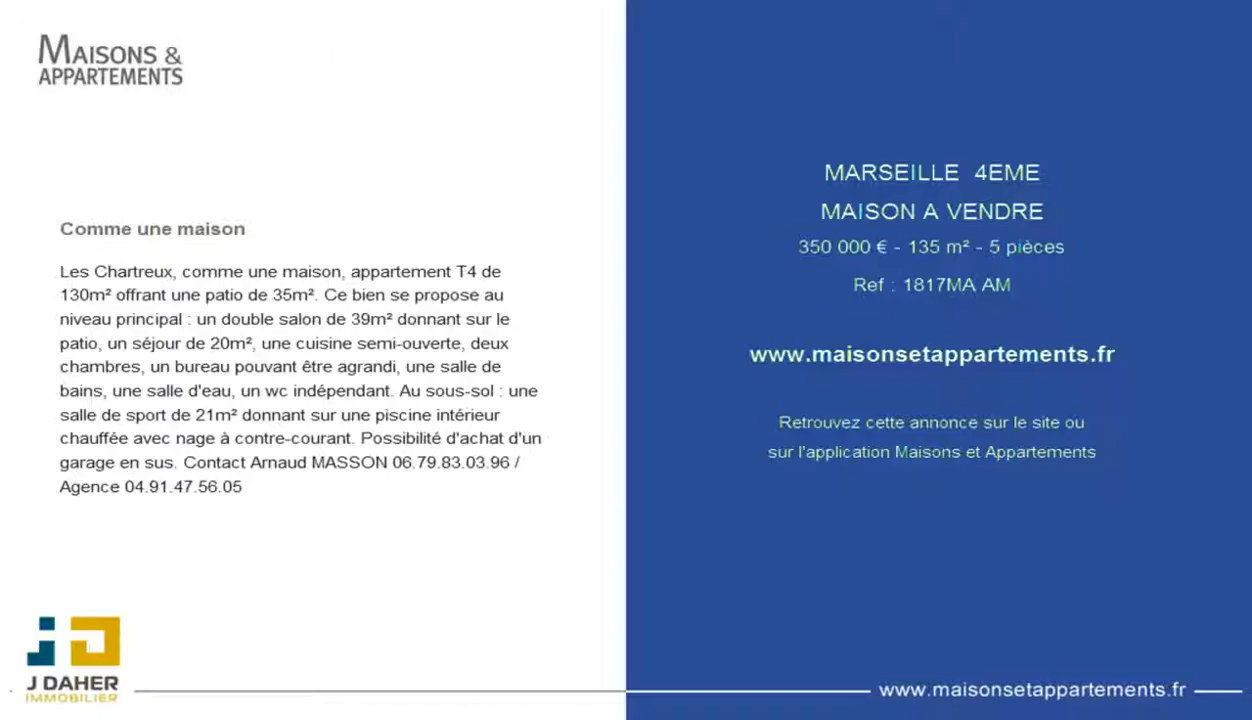 MAISONS &
APPARTEMENTS
Comme une maison
Les Chartreux, comme une maison, appartement T4 de
130m² offrant une patio de 35m². Ce bien se propose au
niveau principal : un double salon de 39m² donnant sur le
patio, un séjour de 20m², une cuisine semi-ouverte, deux
chambres, un bureau pouvant être agrandi, une salle de
bains, une salle d'eau, un wc indépendant. Au sous-sol : une
salle de sport de 21m² donnant sur une piscine intérieur
chauffée avec nage à contre-courant. Possibilité d'achat d'un
garage en sus. Contact Arnaud MASSON 06.79.83.03.96 /
Agence 04.91.47.56.05
J DAHER
IMMOBILIER
MARSEILLE 4EME
MAISON A VENDRE
350 000 € - 135 m² - 5 pièces
Ref : 1817MA AM
www.maisonsetappartements.fr
Retrouvez cette annonce sur le site ou
sur l'application Maisons et Appartements
www.maisonsetappartements.fr